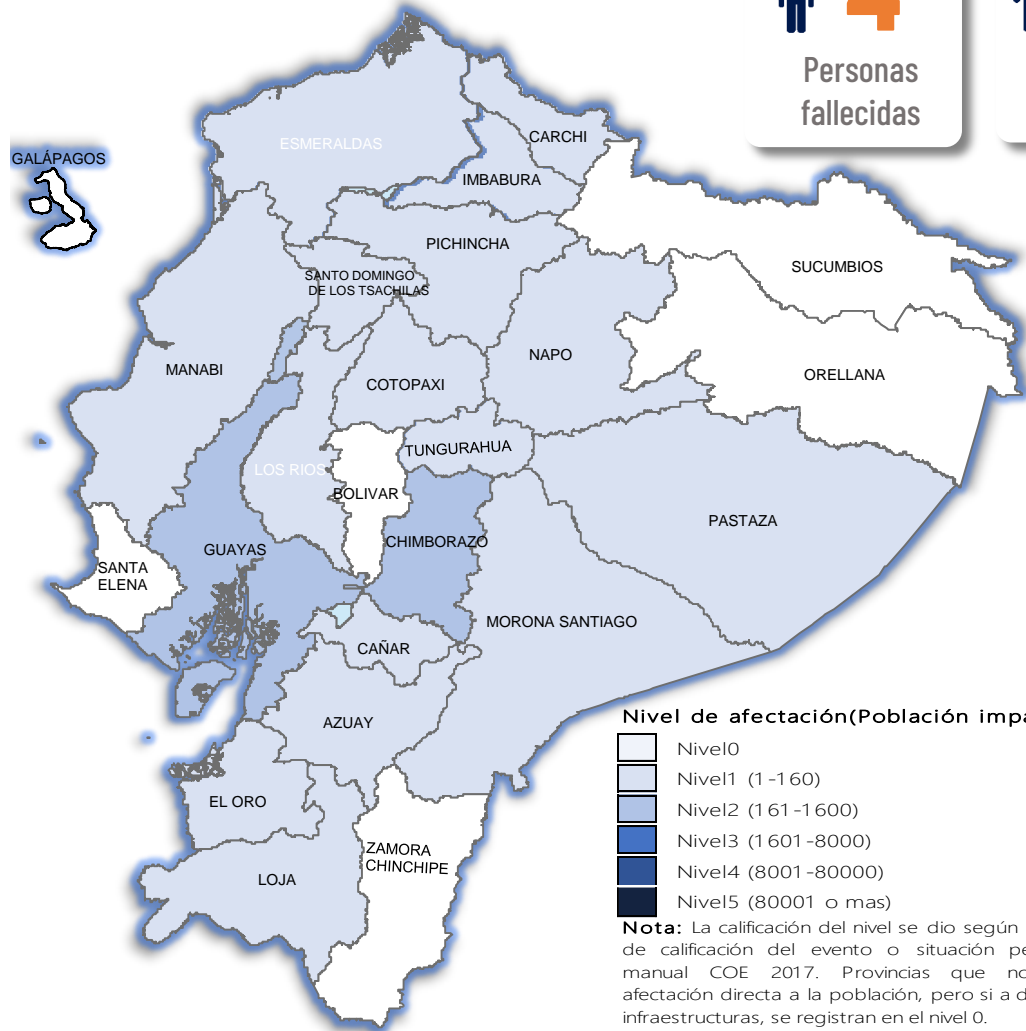 Personas
fallecidas
GALÁPAGOS
ESMERALDAS
CARCHI
IMBABURA
PICHINCHA
SUCUMBIOS
SANTO DOMINGO
DE LOS TSACHILAS
NAPO
MANABI
COTOPAXI
ORELLANA
TUNGURAHUA
LOS RIOS
BOLIVAR
PASTAZA
CHIMBORAZO
GUAYAS
SANTA
ELENA
MORONA SANTIAGO
CAÑAR
AZUAY
EL ORO
ZAMORA
CHINCHIPE
LOJA
Nivel de afectación(Población impa
Nivel0
Nivel1 (1-160)
Nivel2 (161-1600)
Nivel3 (1601-8000)
Nivel4 (8001-80000)
Nivel5 (80001 o mas)
Nota: La calificación del nivel se dio según
de calificación del evento o situación pe
manual COE 2017. Provincias que no
afectación directa a la población, pero si a d
infraestructuras, se registran en el nivel 0.